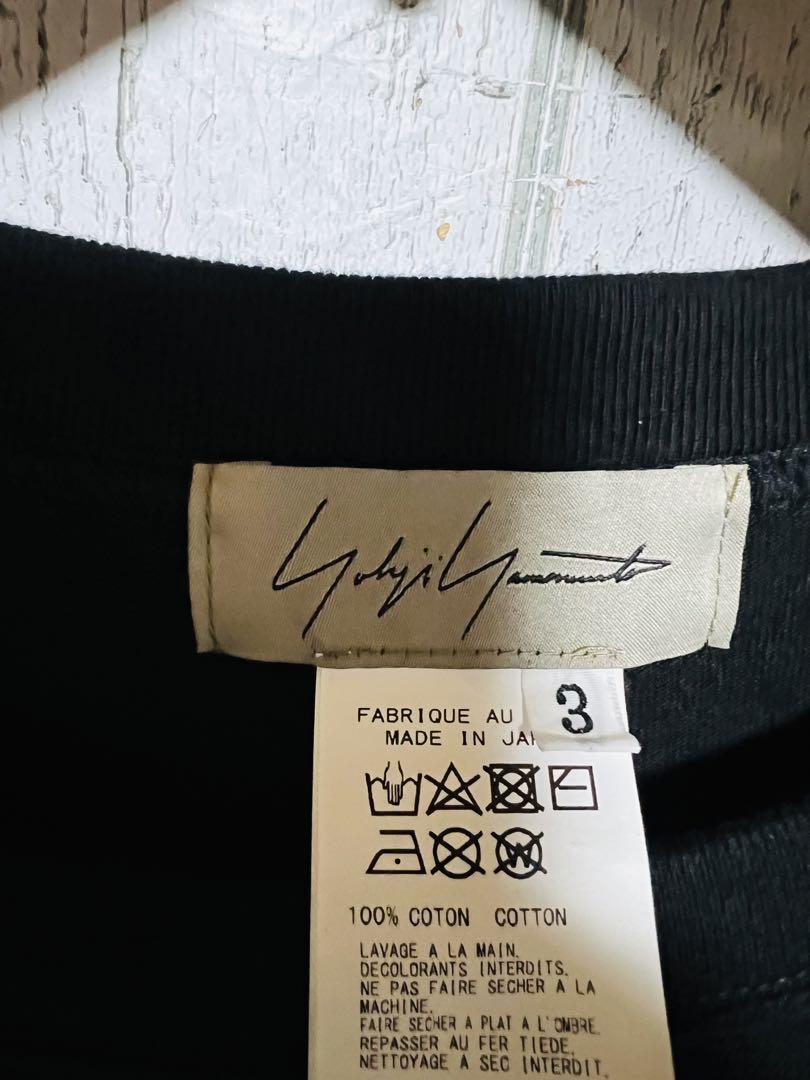 Yohji Yamamoto
3
FABRIQUE AU
MADE IN JAP
W
100% COTON COTTON
LAVAGE A LA MAIN.
DECOLORANTS INTERDITS.
NE PAS FAIRE SECHER A LA
MACHINE.
FAIRE SECHER A PLAT A L'OMBRE.
REPASSER AU FER TIEDE.
NETTOYAGE A SEC INTERDIT.